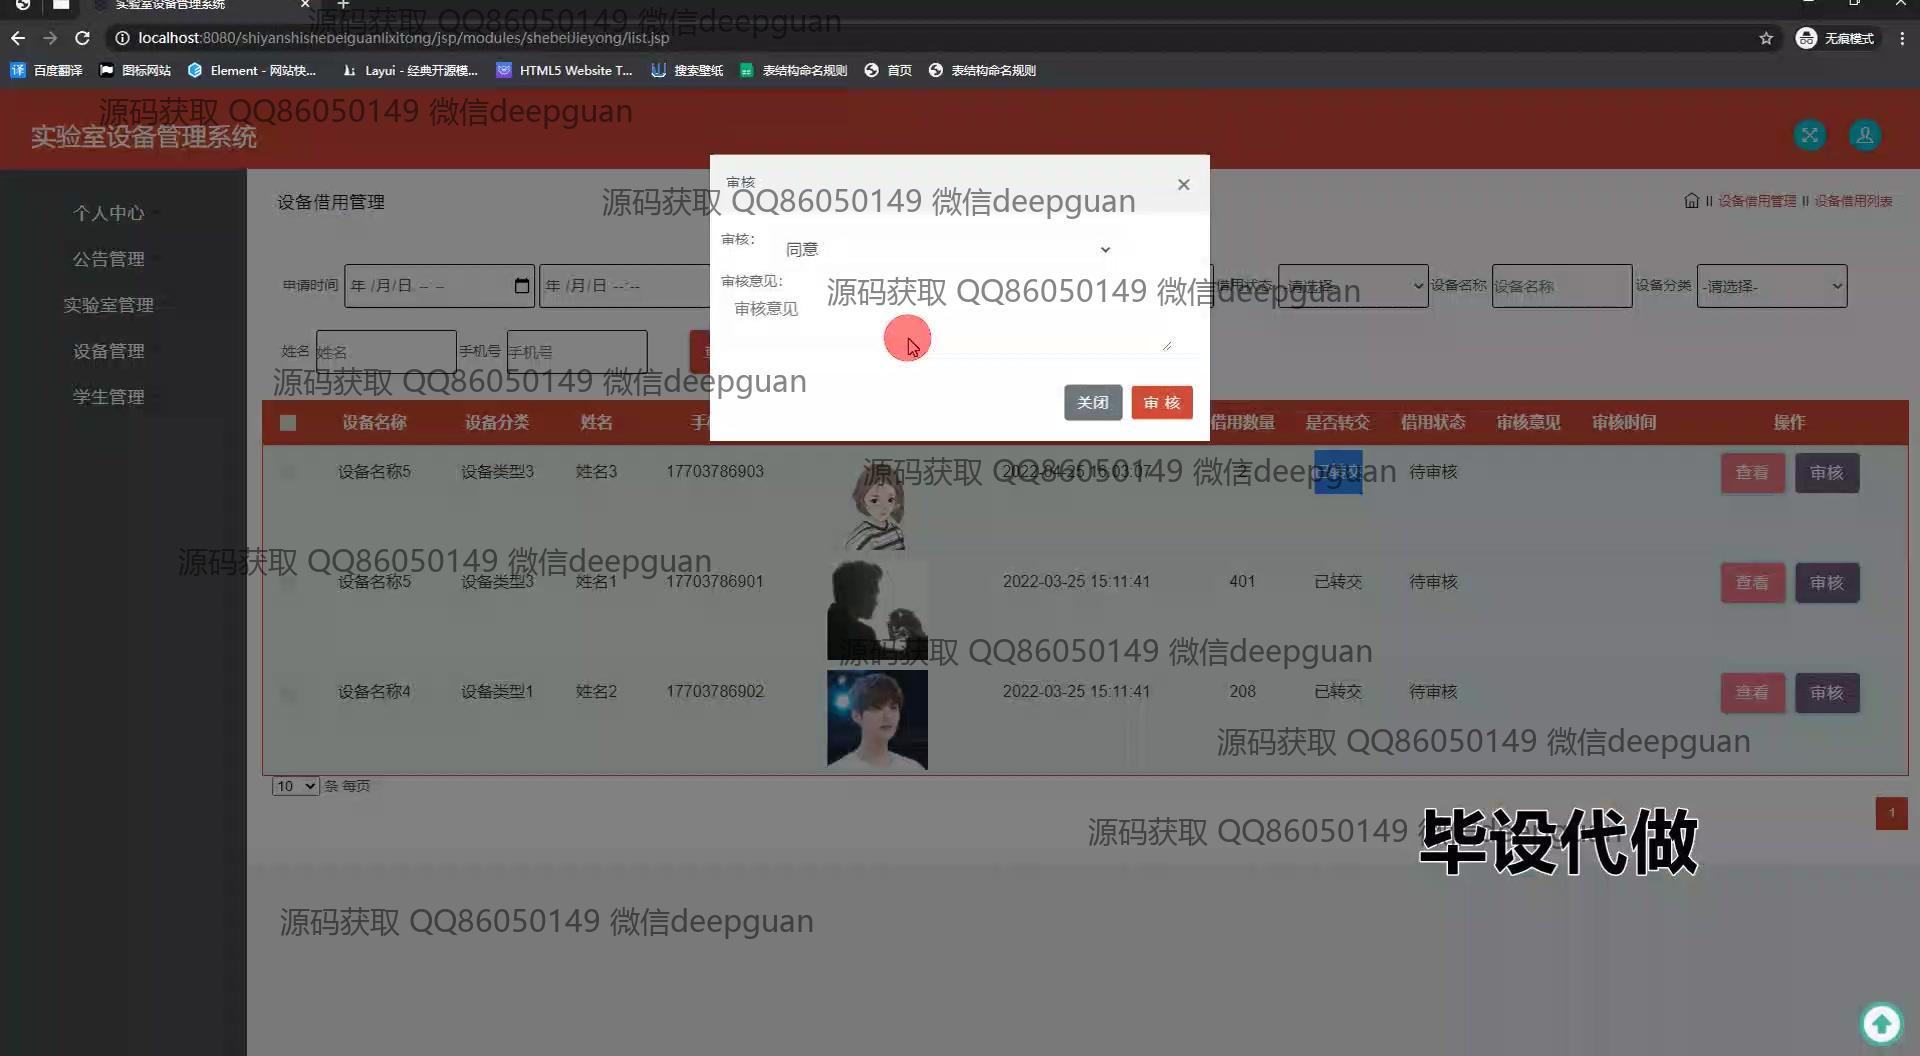 实验室设备管理系统
localhost:8080/shiyanshishebeiguanlixitong/jsp/modules/shebeiJieyong/list.jsp
无痕模式
百度翻译 图标网站 Element - 网站快... Layui - 经典开源模... HTML5 Website T... 搜索壁纸 表结构命名规则 首页 表结构命名规则
源码获取 QQ86050149 微信deepguan
源码获取 QQ86050149 微信deepguan
实验室设备管理系统
个人中心
公告管理
实验室管理
设备管理
学生管理
设备借用管理
设备借用管理 设备借用列表
审核
源码获取 QQ86050149 微信deepguan
审核：
同意
审核意见：
审核意见
源码获取 QQ86050149 微信deepguan
关闭 审 核
申请时间 年 /月/日 年 /月/日 借用状态 -请选择- 设备名称 设备名称 设备分类 -请选择-
姓名 姓名 手机号 手机号
源码获取 QQ86050149 微信deepguan
设备名称 设备分类 姓名 借用数量 是否转交 借用状态 审核意见 审核时间 操作
设备名称5 设备类型3 姓名3 17703786903 2022-04-25 16:03:07 2 已转交 待审核 查看 审核
源码获取 QQ86050149 微信deepguan
源码获取 QQ86050149 微信deepguan
设备名称5 设备类型3 姓名1 17703786901 2022-03-25 15:11:41 401 已转交 待审核 查看 审核
源码获取 QQ86050149 微信deepguan
设备名称4 设备类型1 姓名2 17703786902 2022-03-25 15:11:41 208 已转交 待审核 查看 审核
源码获取 QQ86050149 微信deepguan
10 条 每页
1
源码获取 QQ86050149
毕设代做
源码获取 QQ86050149 微信deepguan